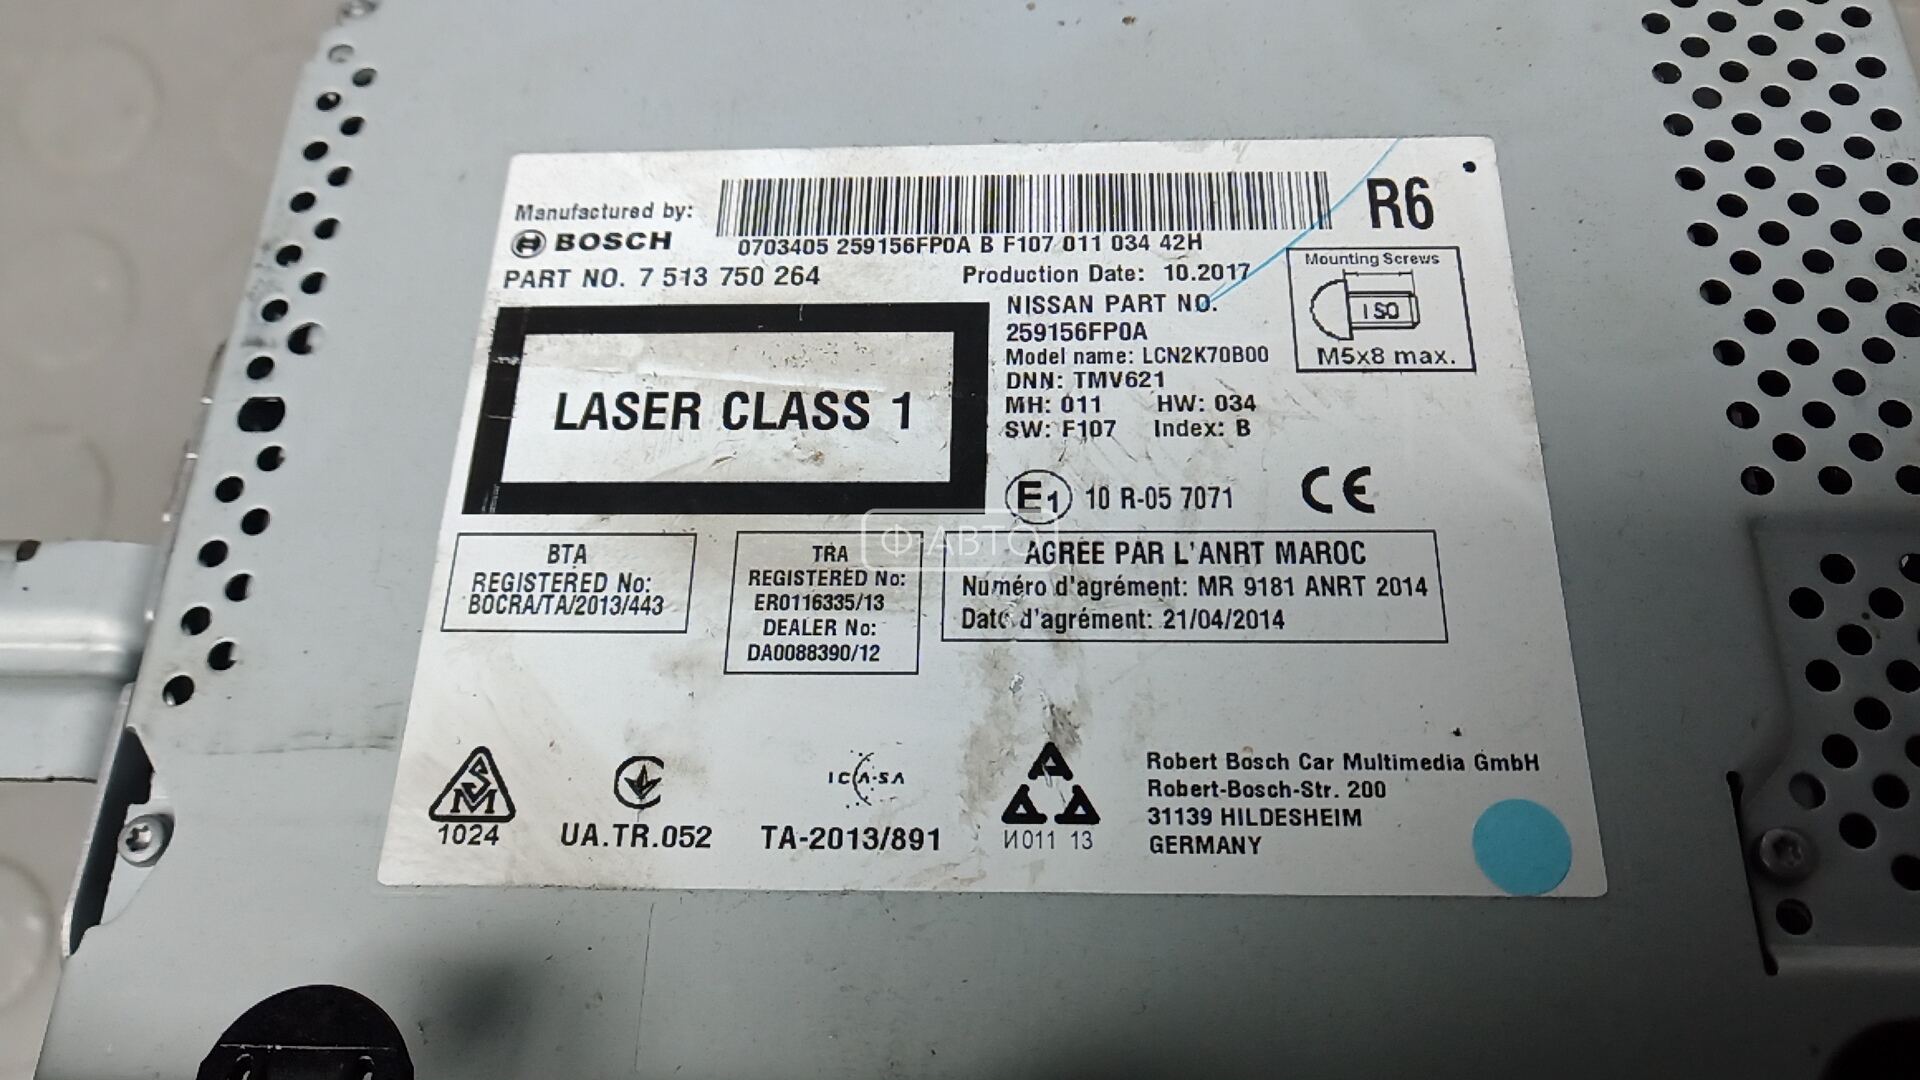 Manufactured by:
BOSCH
R6
0703405 259156FP0A B F107 011 034 42H
PART NO. 7 513 750 264
Production Date: 10.2017
Mounting Screws
ISO
M5x8 max.
NISSAN PART NO.
259156FP0A
Model name: LCN2K70B00
DNN: TMV621
MH: 011 HW: 034
SW: F107 Index: B
LASER CLASS 1
E1 10 R-05 7071
CE
Ф АВТО
BTA
REGISTERED No:
BOCRA/TA/2013/443
TRA
REGISTERED No:
ER0116335/13
DEALER No:
DA0088390/12
AGREE PAR L'ANRT MAROC
Numéro d'agrément: MR 9181 ANRT 2014
Date d'agrément: 21/04/2014
SM
1024
UA.TR.052
ICASA
TA-2013/891
И011 13
Robert Bosch Car Multimedia GmbH
Robert-Bosch-Str. 200
31139 HILDESHEIM
GERMANY